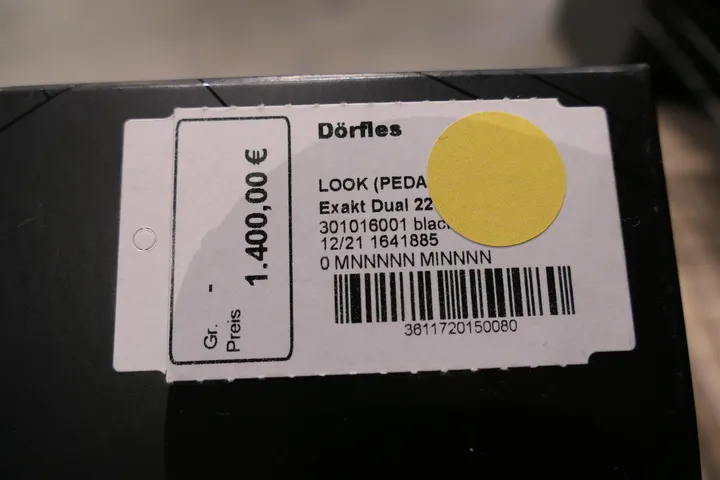 Dörfles
Gr. -
Preis 1.400,00 €
LOOK (PEDA
Exakt Dual 22
301016001 blac
12/21 1641885
0 MNNNNN MINNNN
3611720150080